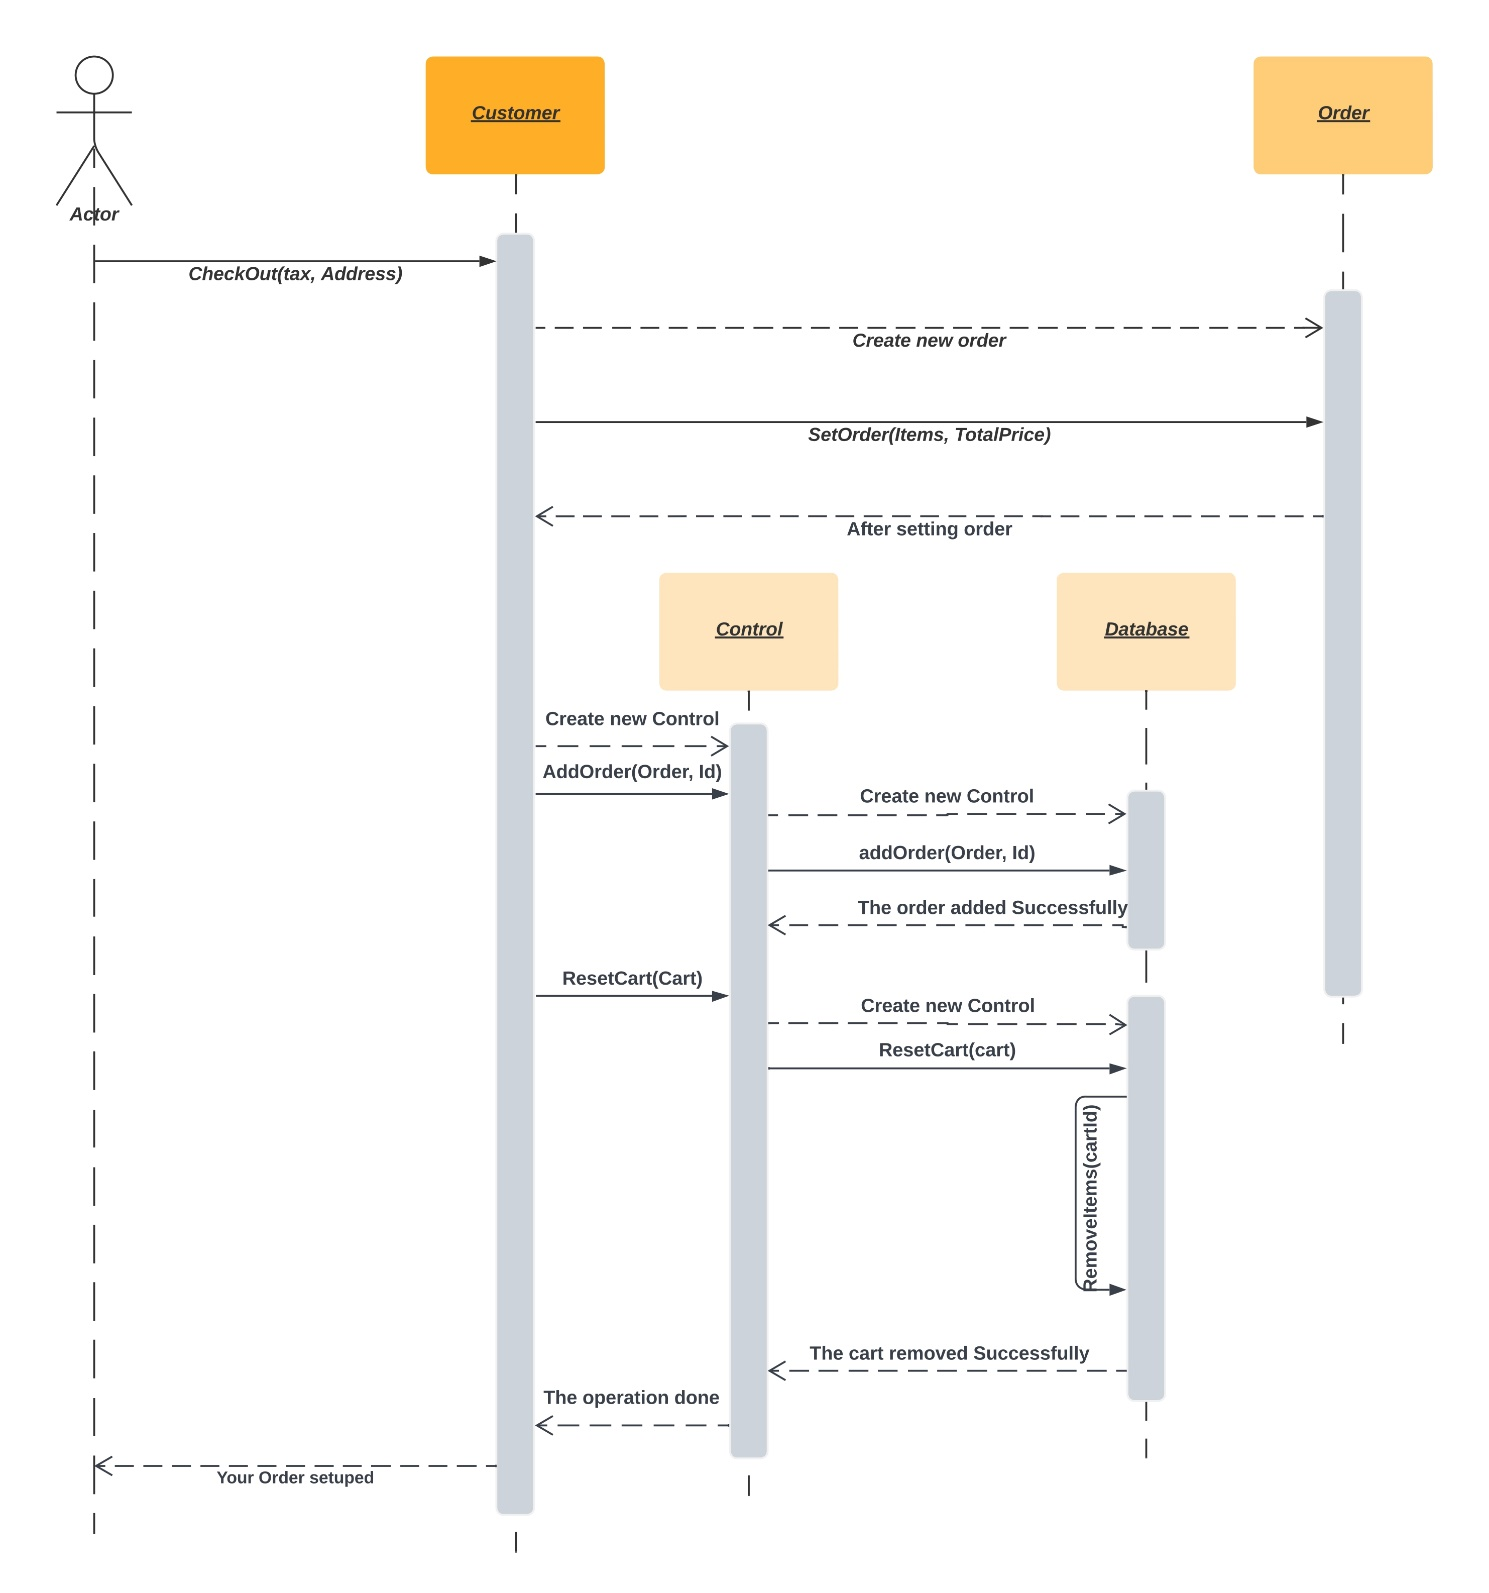 Customer
Order
Actor
CheckOut(tax, Address)
Create new order
SetOrder(Items, TotalPrice)
After setting order
Control
Database
Create new Control
AddOrder(Order, Id)
Create new Control
addOrder(Order, Id)
The order added Successfully
ResetCart(Cart)
Create new Control
ResetCart(cart)
RemoveItems(cartId)
The cart removed Successfully
The operation done
Your Order setuped